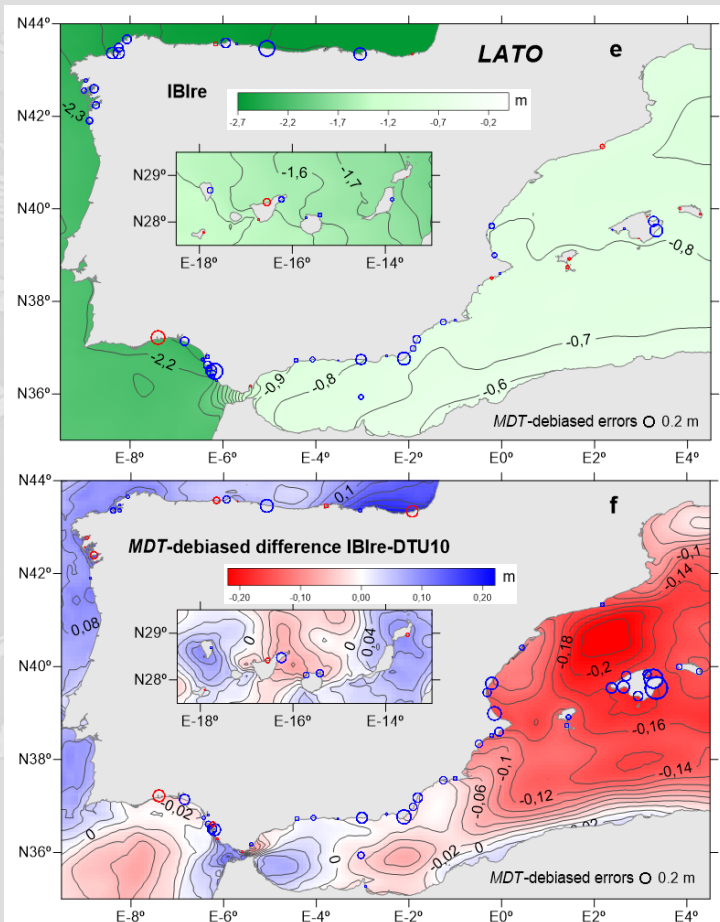 N44º
LATO
e
IBIre
m
-2,7
-2,2
-1,7
-1,2
-0,2
N42º
-2,3
N29º
N28º
-1,6
-1,7
E-18º
E-16º
E-14º
N40º
-0,8
N38º
-2,2
-0,9
-0,8
-0,7
-0,6
N36º
MDT-debiased errors 0.2 m
E-8º
E-6º
E-4º
E-2º
E0º
E2º
E4º
N44º
0,1
f
MDT-debiased difference IBIre-DTU10
m
-0,20
-0,10
0,00
0,10
0,20
-0,1
-0,14
N42º
0,08
-0,18
N29º
N28º
0
0
0,04
E-18º
E-16º
E-14º
-0,2
N40º
-0,16
N38º
-0,1
-0,14
-0,06
-0,12
-0,02
0
0
-0,02
0
N36º
MDT-debiased errors 0.2 m
E-8º
E-6º
E-4º
E-2º
E0º
E2º
E4º